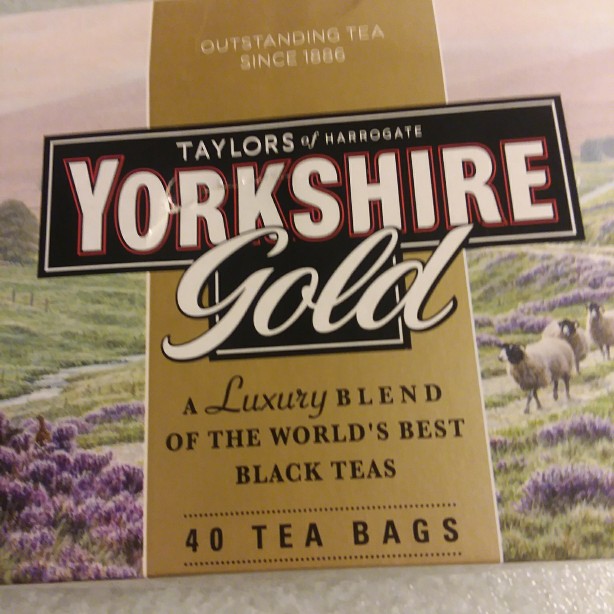 OUTSTANDING TEA
SINCE 1886
TAYLORS of HARROGATE
YORKSHIRE
Gold
A Luxury BLEND
OF THE WORLD'S BEST
BLACK TEAS
40 TEA BAGS